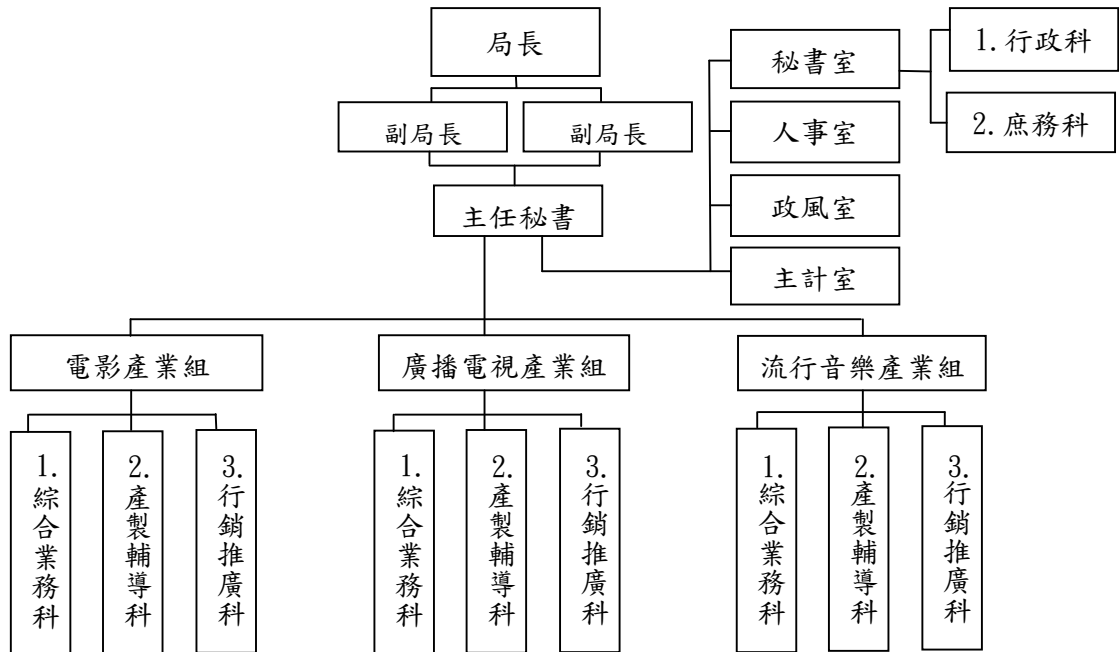 局長
副局長
副局長
主任秘書
秘書室
1.行政科
2.庶務科
人事室
政風室
主計室
電影產業組
1.綜合業務科
2.產製輔導科
3.行銷推廣科
廣播電視產業組
1.綜合業務科
2.產製輔導科
3.行銷推廣科
流行音樂產業組
1.綜合業務科
2.產製輔導科
3.行銷推廣科